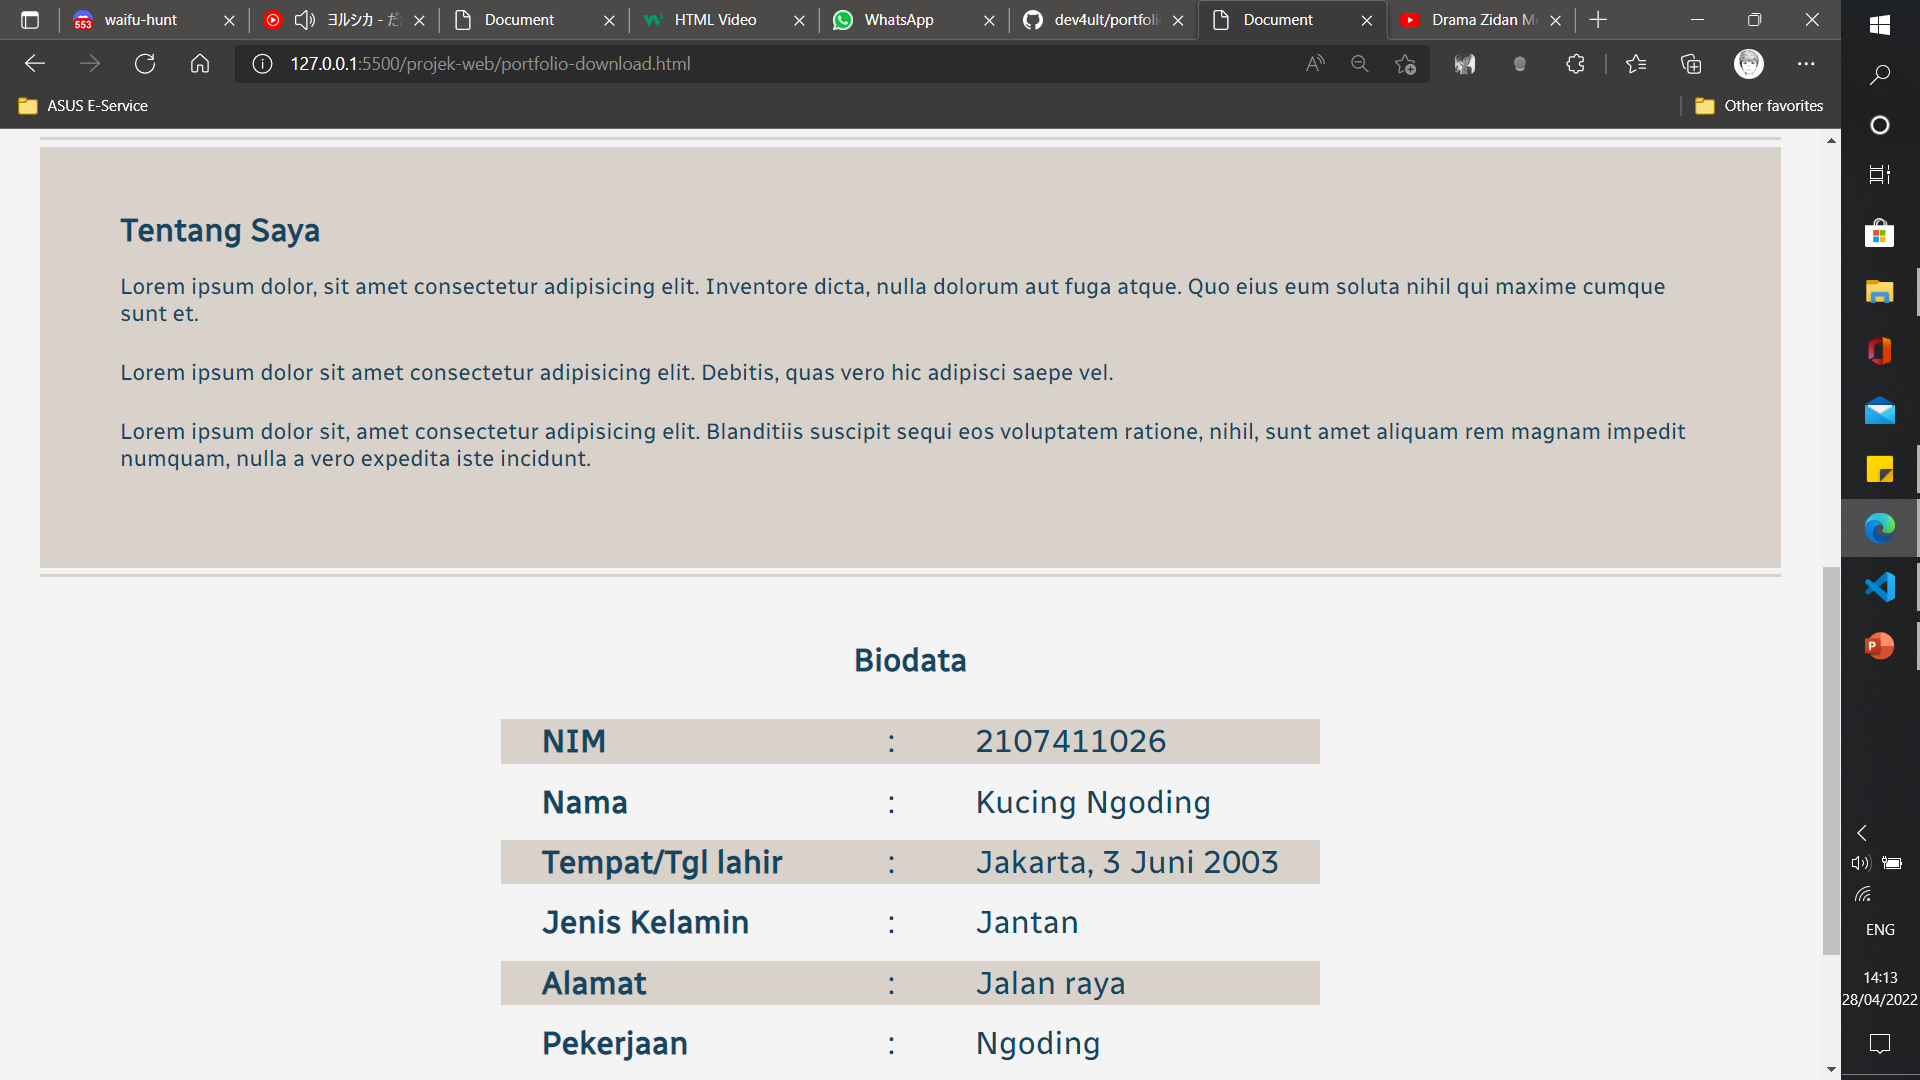 waifu-hunt
553
ヨルシカ - だ
Document
HTML Video
WhatsApp
dev4ult/portfolio
Document
Drama Zidan M
127.0.0.1:5500/projek-web/portfolio-download.html
ASUS E-Service
Other favorites
Tentang Saya
Lorem ipsum dolor, sit amet consectetur adipisicing elit. Inventore dicta, nulla dolorum aut fuga atque. Quo eius eum soluta nihil qui maxime cumque
sunt et.
Lorem ipsum dolor sit amet consectetur adipisicing elit. Debitis, quas vero hic adipisci saepe vel.
Lorem ipsum dolor sit, amet consectetur adipisicing elit. Blanditiis suscipit sequi eos voluptatem ratione, nihil, sunt amet aliquam rem magnam impedit
numquam, nulla a vero expedita iste incidunt.
Biodata
NIM : 2107411026
Nama : Kucing Ngoding
Tempat/Tgl lahir : Jakarta, 3 Juni 2003
Jenis Kelamin : Jantan
Alamat : Jalan raya
Pekerjaan : Ngoding
ENG
14:13
28/04/2022